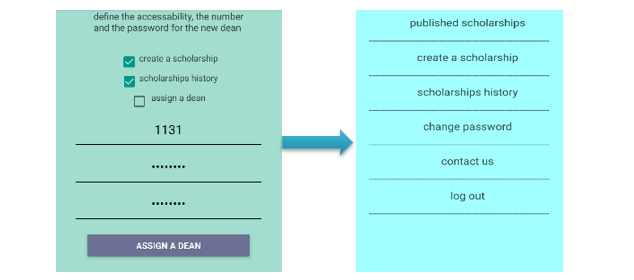 define the accessability, the number
and the password for the new dean
create a scholarship
scholarships history
assign a dean
1131
••••••••
••••••••
ASSIGN A DEAN
published scholarships
create a scholarship
scholarships history
change password
contact us
log out